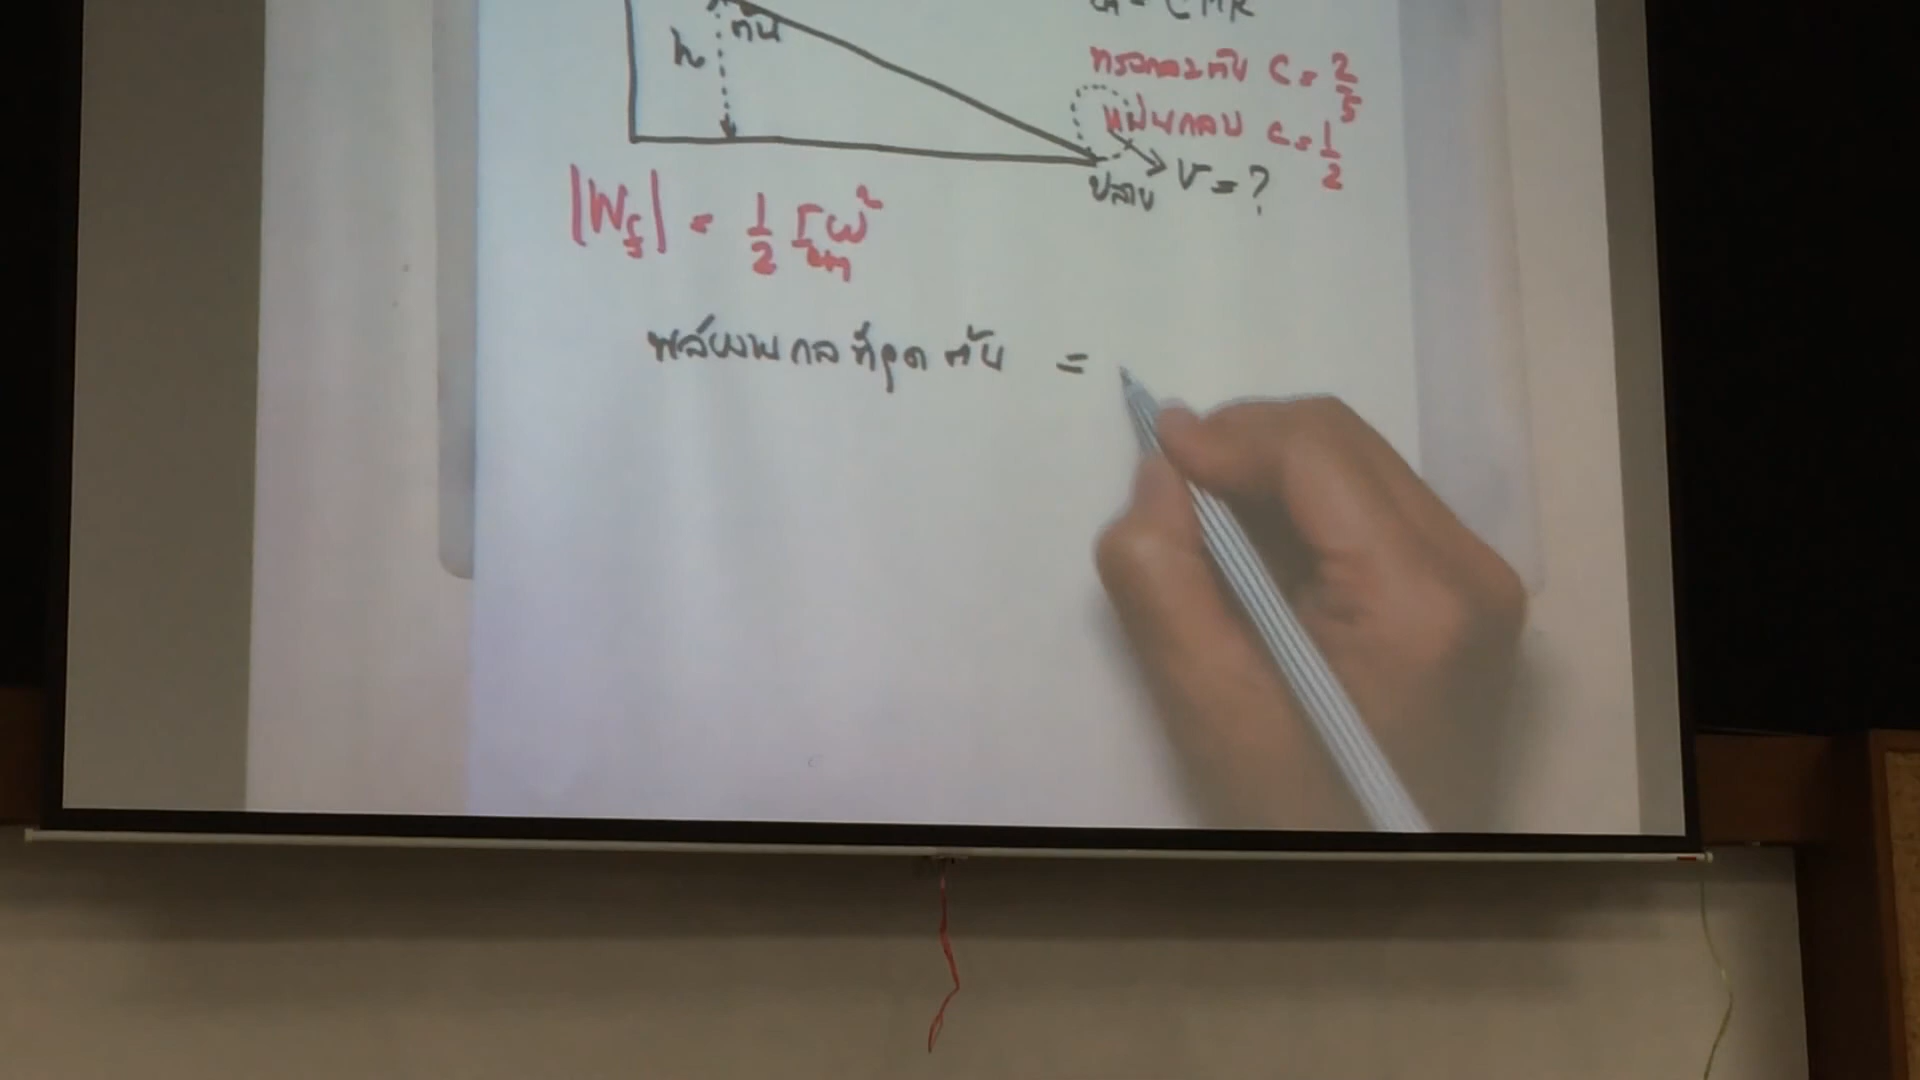 = CMR
ต้น
h
ทรงกลมตัน C = 2/5
แผ่นกลม C = 1/2
ปลาย v = ?
|W_fs| = 1/2 I_cm ω²
พลังงานกลที่จุดต้น =